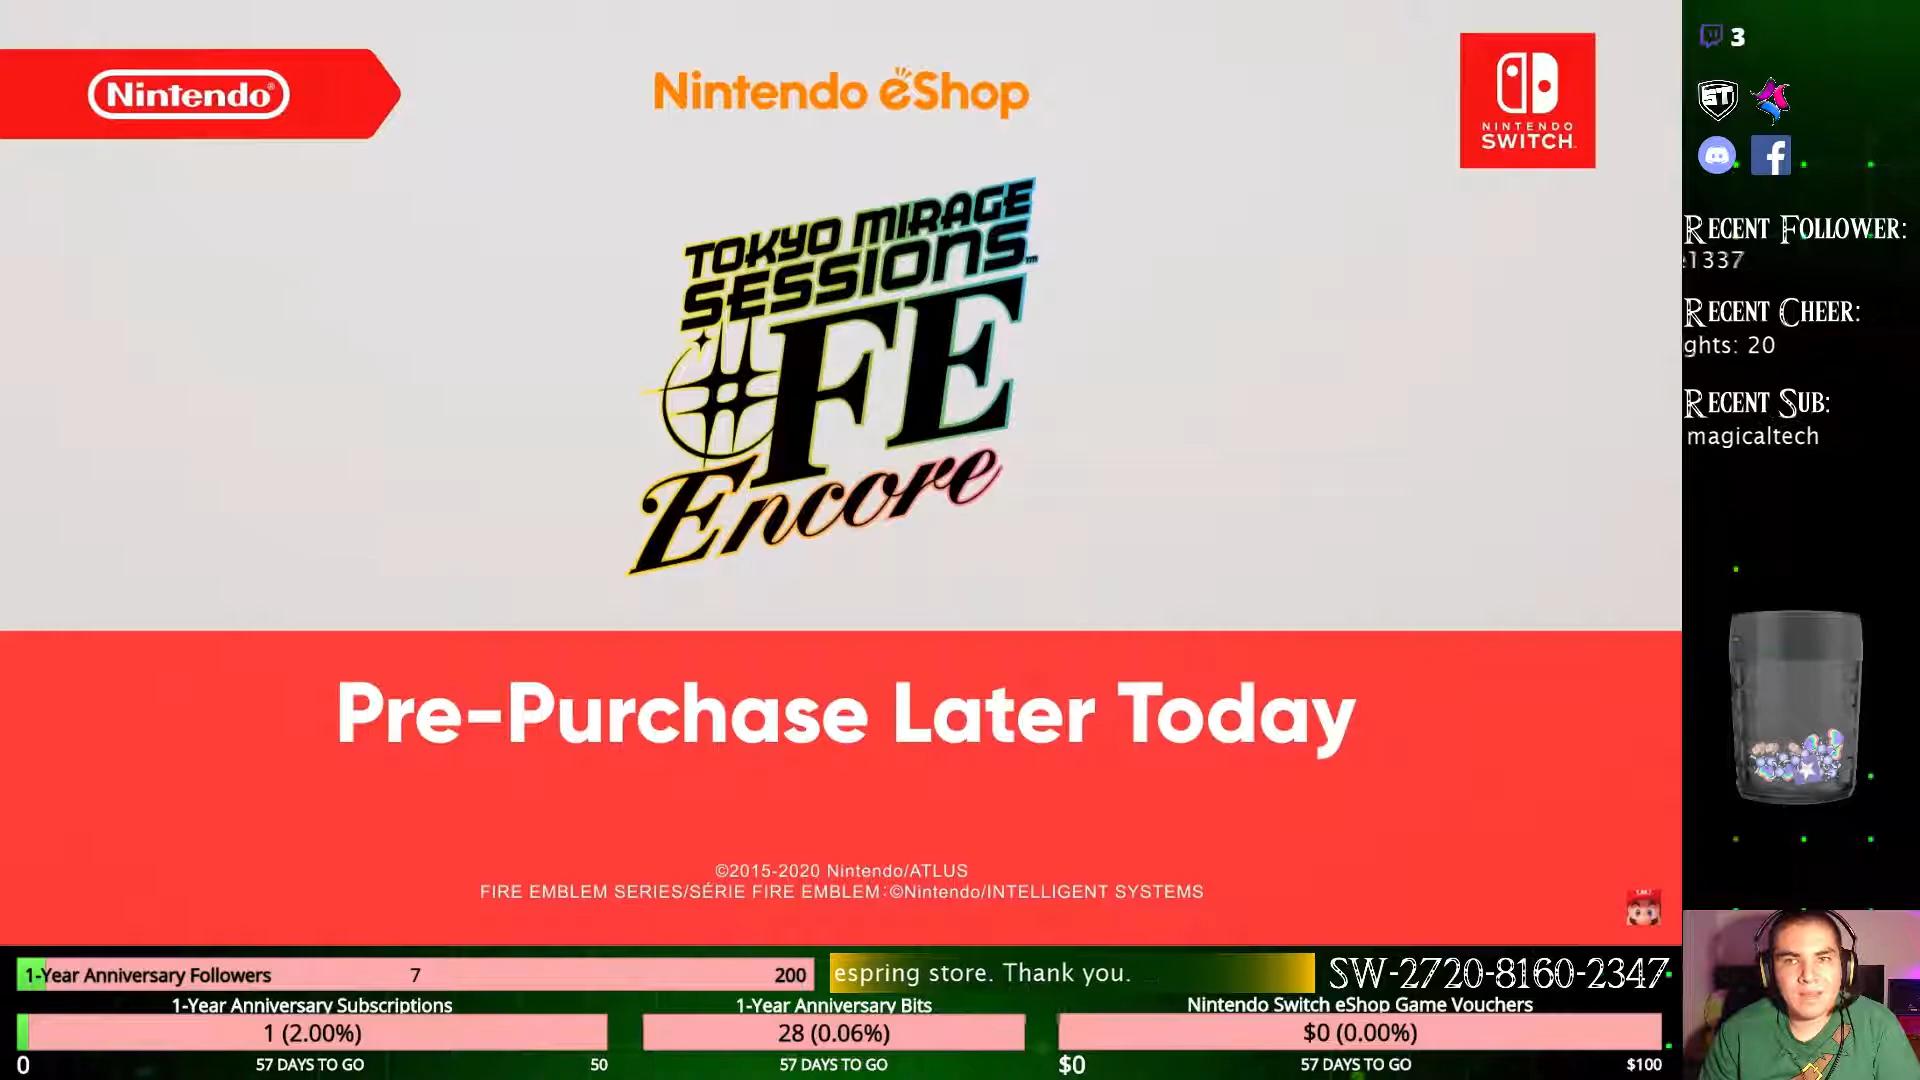 Nintendo®
Nintendo eShop
NINTENDO
SWITCH™
TOKYO MIRAGE
SESSIONS™
#FE
Encore
Pre-Purchase Later Today
©2015-2020 Nintendo/ATLUS
FIRE EMBLEM SERIES/SÉRIE FIRE EMBLEM:©Nintendo/INTELLIGENT SYSTEMS
3
ST
RECENT FOLLOWER:
1337
RECENT CHEER:
ghts: 20
RECENT SUB:
magicaltech
1-Year Anniversary Followers 7 200
espring store. Thank you.
SW-2720-8160-2347
1-Year Anniversary Subscriptions
1 (2.00%)
0 57 DAYS TO GO 50
1-Year Anniversary Bits
28 (0.06%)
57 DAYS TO GO
Nintendo Switch eShop Game Vouchers
$0 (0.00%)
$0 57 DAYS TO GO $100